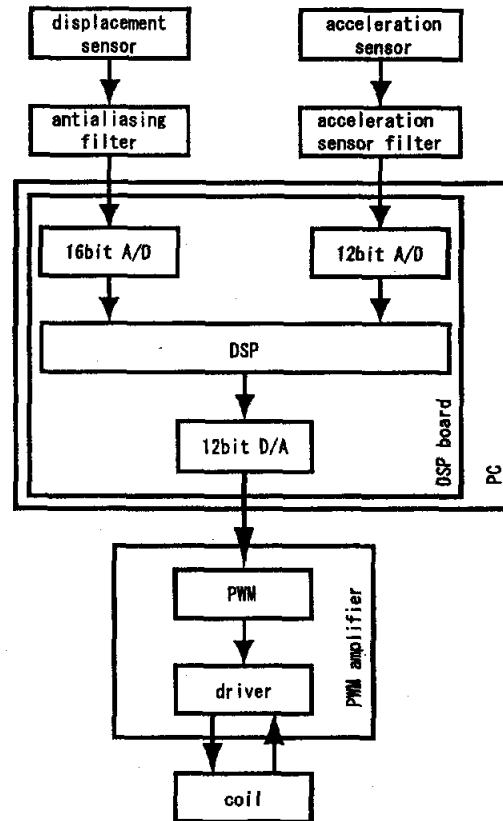 displacement
sensor
acceleration
sensor
antialiasing
filter
acceleration
sensor filter
16bit A/D
12bit A/D
DSP
12bit D/A
DSP board
PC
PWM
driver
PWM amplifier
coil